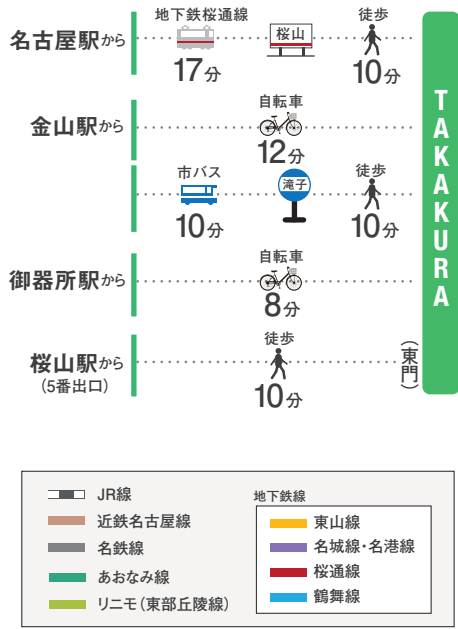 地下鉄桜通線
徒歩
名古屋駅から
桜山
17分
10分
自転車
金山駅から
12分
市バス
滝子
徒歩
10分
10分
TAKAKURA
自転車
御器所駅から
8分
徒歩
桜山駅から
(5番出口)
10分
(東門)
JR線
近鉄名古屋線
名鉄線
あおなみ線
リニモ(東部丘陵線)
地下鉄線
東山線
名城線・名港線
桜通線
鶴舞線